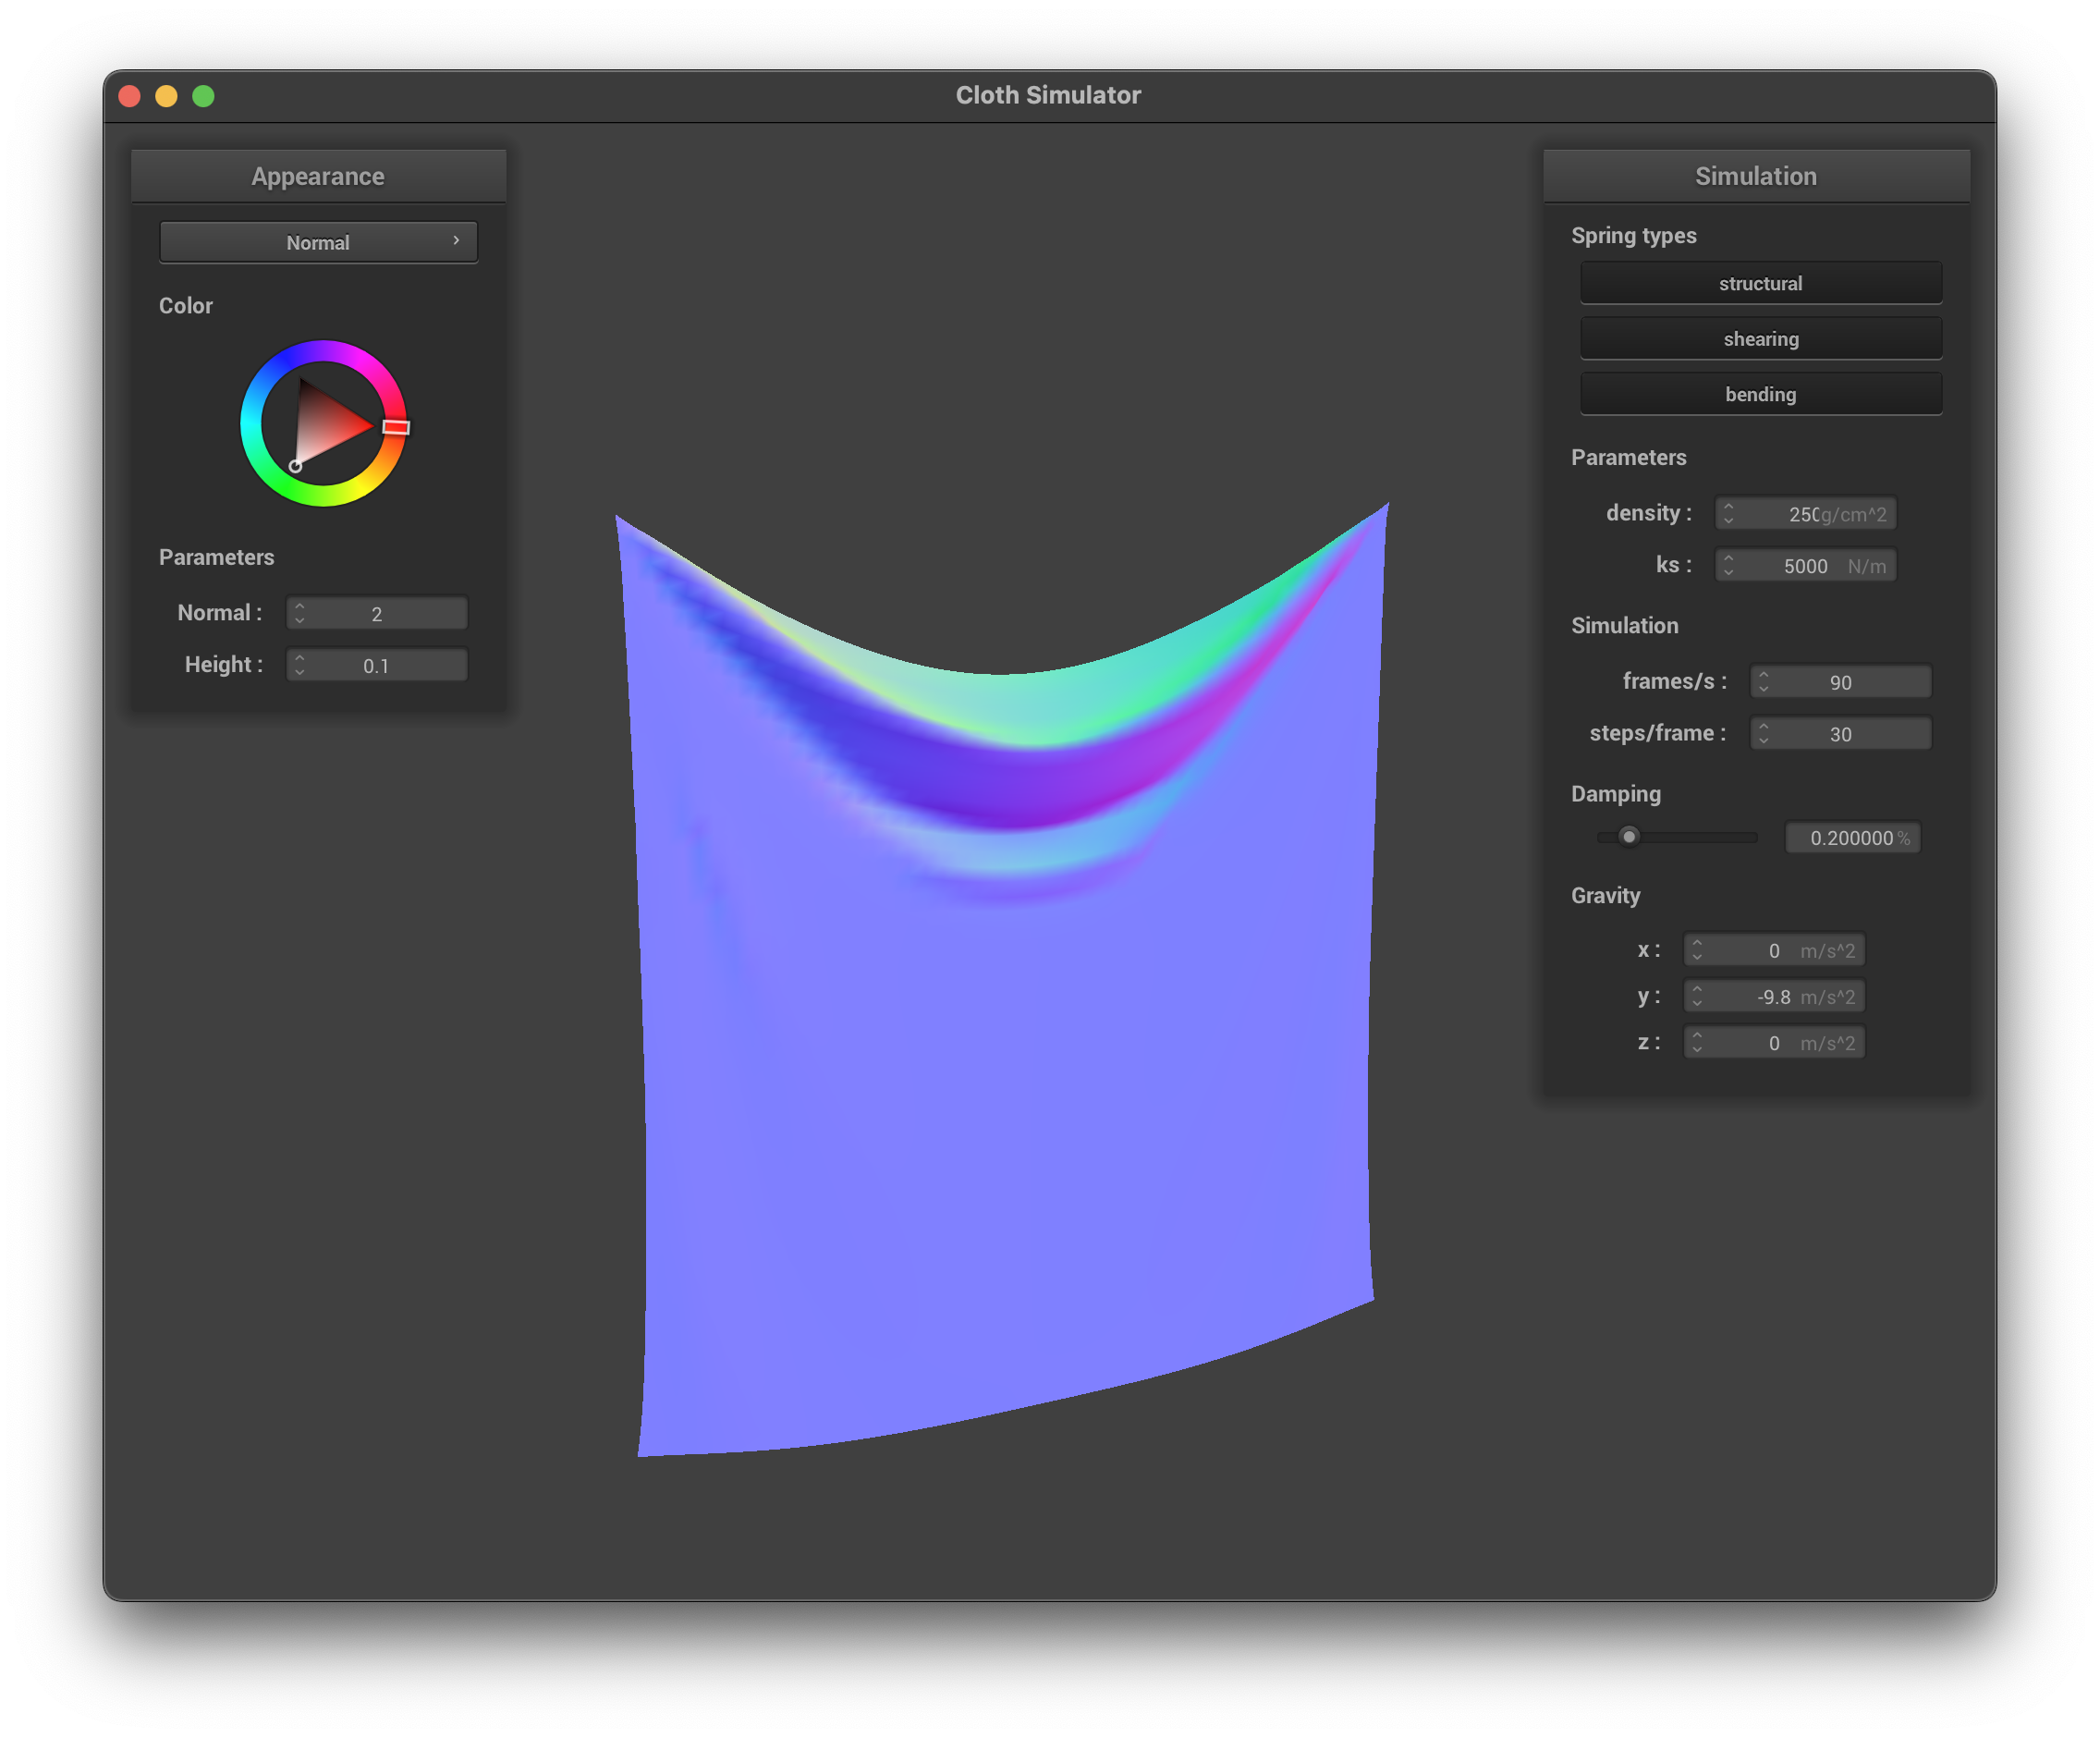 Cloth Simulator
Appearance
Normal
Color
Parameters
Normal : 2
Height : 0.1
Simulation
Spring types
structural
shearing
bending
Parameters
density : 250 g/cm^2
ks : 5000 N/m
Simulation
frames/s : 90
steps/frame : 30
Damping
0.200000 %
Gravity
x : 0 m/s^2
y : -9.8 m/s^2
z : 0 m/s^2